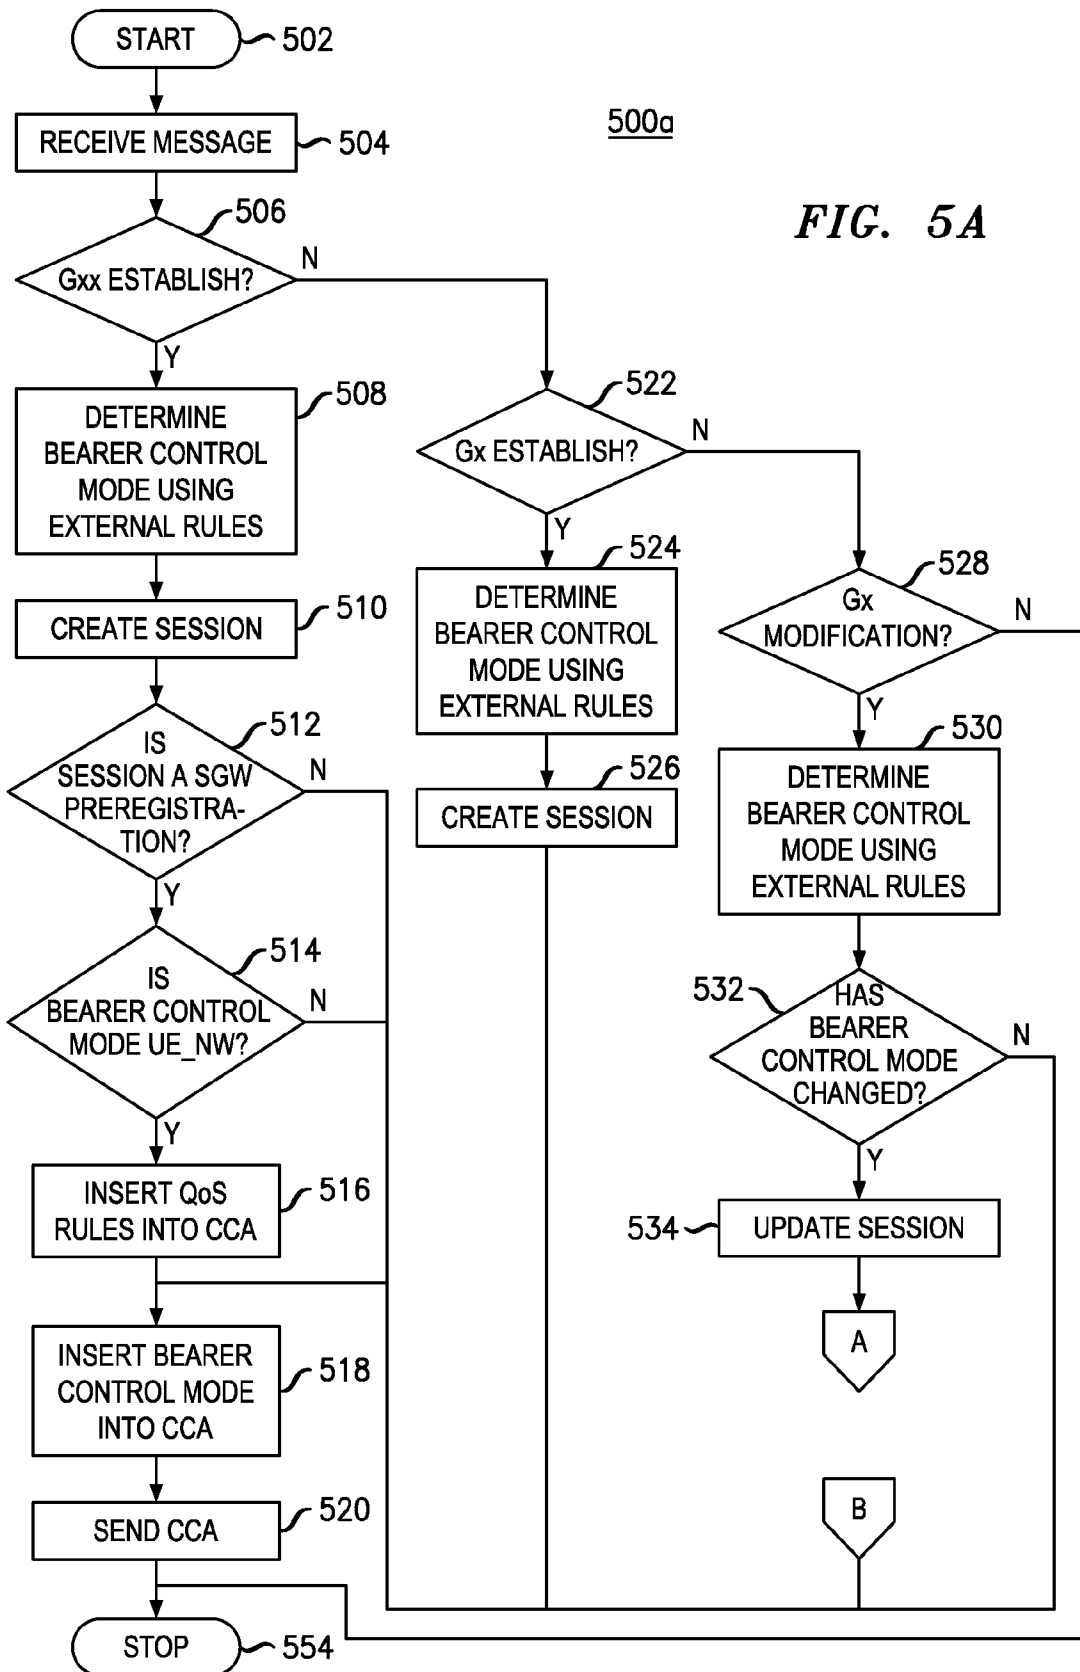 START
502
500a
RECEIVE MESSAGE
504
FIG. 5A
506
Gxx ESTABLISH?
N
Y
508
DETERMINE
BEARER CONTROL
MODE USING
EXTERNAL RULES
510
CREATE SESSION
512
IS
SESSION A SGW
PREREGISTRA-
TION?
N
Y
514
IS
BEARER CONTROL
MODE UE_NW?
N
Y
516
INSERT QoS
RULES INTO CCA
518
INSERT BEARER
CONTROL MODE
INTO CCA
520
SEND CCA
STOP
554
522
Gx ESTABLISH?
N
Y
524
DETERMINE
BEARER CONTROL
MODE USING
EXTERNAL RULES
526
CREATE SESSION
528
Gx
MODIFICATION?
N
Y
530
DETERMINE
BEARER CONTROL
MODE USING
EXTERNAL RULES
532
HAS
BEARER
CONTROL MODE
CHANGED?
N
Y
534
UPDATE SESSION
A
B